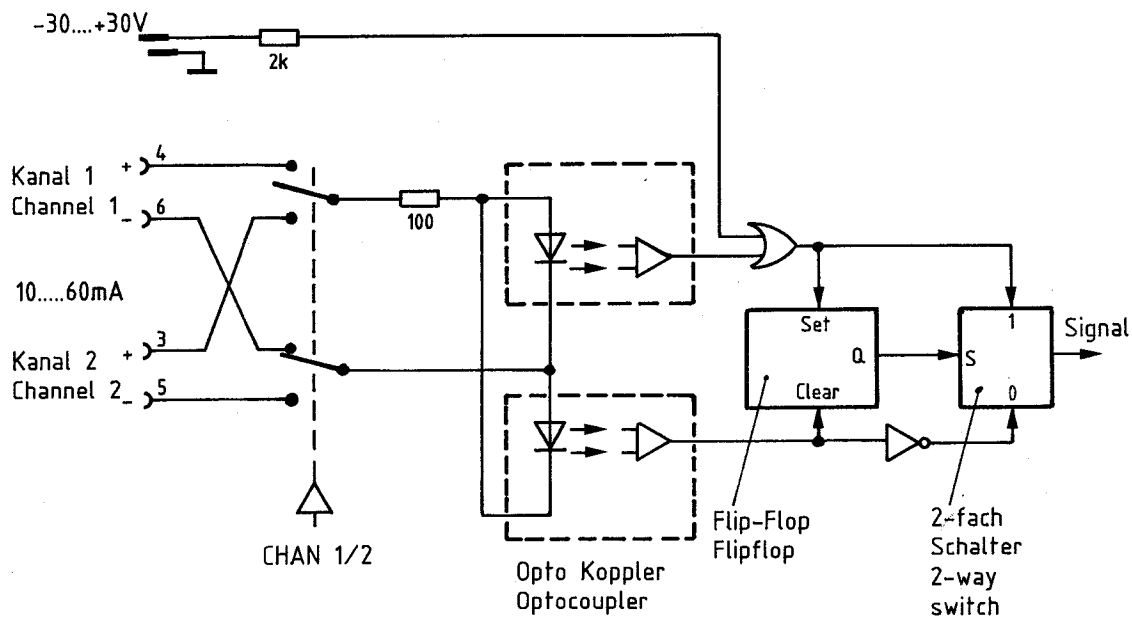 -30....+30V
2k
Kanal 1
Channel 1
+ 4
- 6
100
10.....60mA
Kanal 2
Channel 2
+ 3
- 5
CHAN 1/2
Opto Koppler
Optocoupler
Set
Q
Clear
1
S
0
Signal
Flip-Flop
Flipflop
2-fach
Schalter
2-way
switch